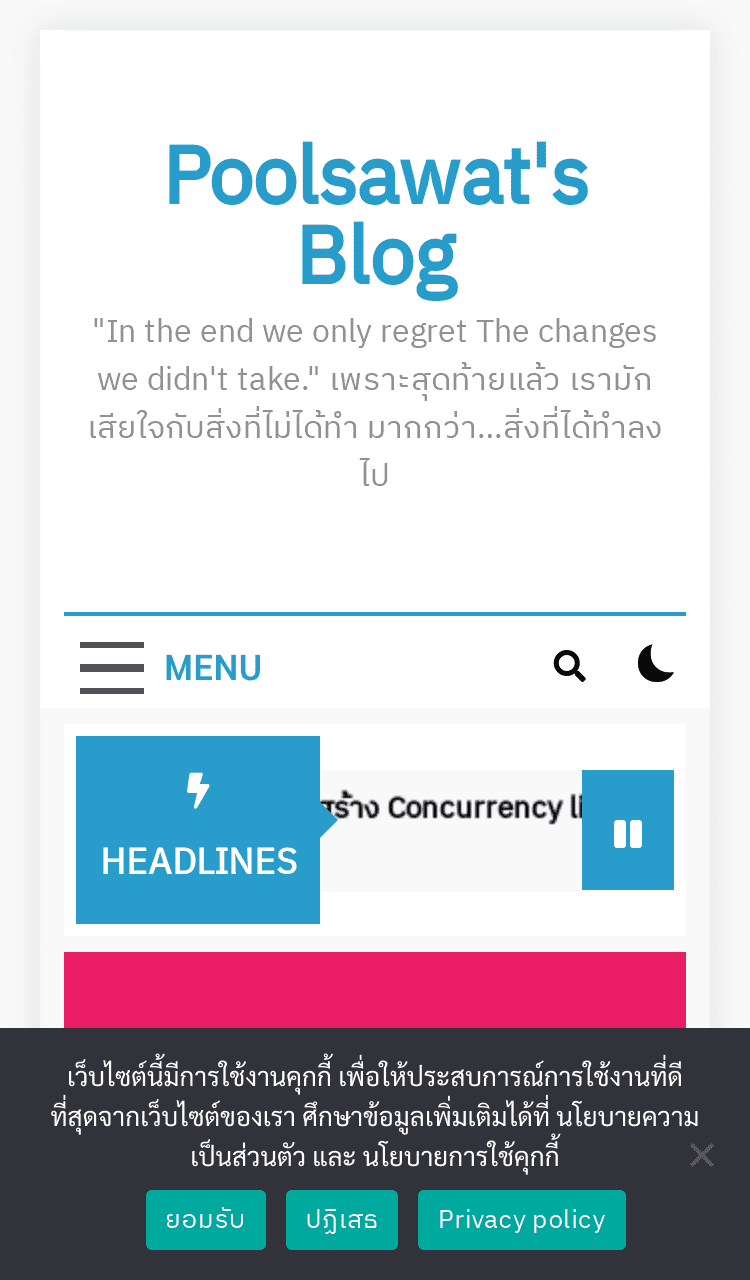 Poolsawat's
Blog
"In the end we only regret The changes
we didn't take." เพราะสุดท้ายแล้ว เรามัก
เสียใจกับสิ่งที่ไม่ได้ทำ มากกว่า...สิ่งที่ได้ทำลง
ไป
MENU
HEADLINES
สร้าง Concurrency
เว็บไซต์นี้มีการใช้งานคุกกี้ เพื่อให้ประสบการณ์การใช้งานที่ดี
ที่สุดจากเว็บไซต์ของเรา ศึกษาข้อมูลเพิ่มเติมได้ที่ นโยบายความ
เป็นส่วนตัว และ นโยบายการใช้คุกกี้
ยอมรับ
ปฏิเสธ
Privacy policy